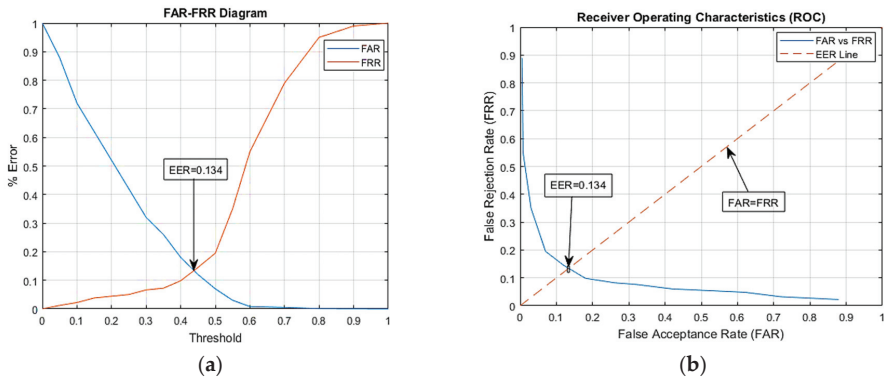 FAR-FRR Diagram
1
0.9
0.8
0.7
0.6
0.5
0.4
0.3
0.2
0.1
0
% Error
FAR
FRR
EER=0.134
0 0.1 0.2 0.3 0.4 0.5 0.6 0.7 0.8 0.9 1
Threshold
(a)
Receiver Operating Characteristics (ROC)
1
0.9
0.8
0.7
0.6
0.5
0.4
0.3
0.2
0.1
0
False Rejection Rate (FRR)
FAR vs FRR
EER Line
EER=0.134
FAR=FRR
0 0.1 0.2 0.3 0.4 0.5 0.6 0.7 0.8 0.9 1
False Acceptance Rate (FAR)
(b)